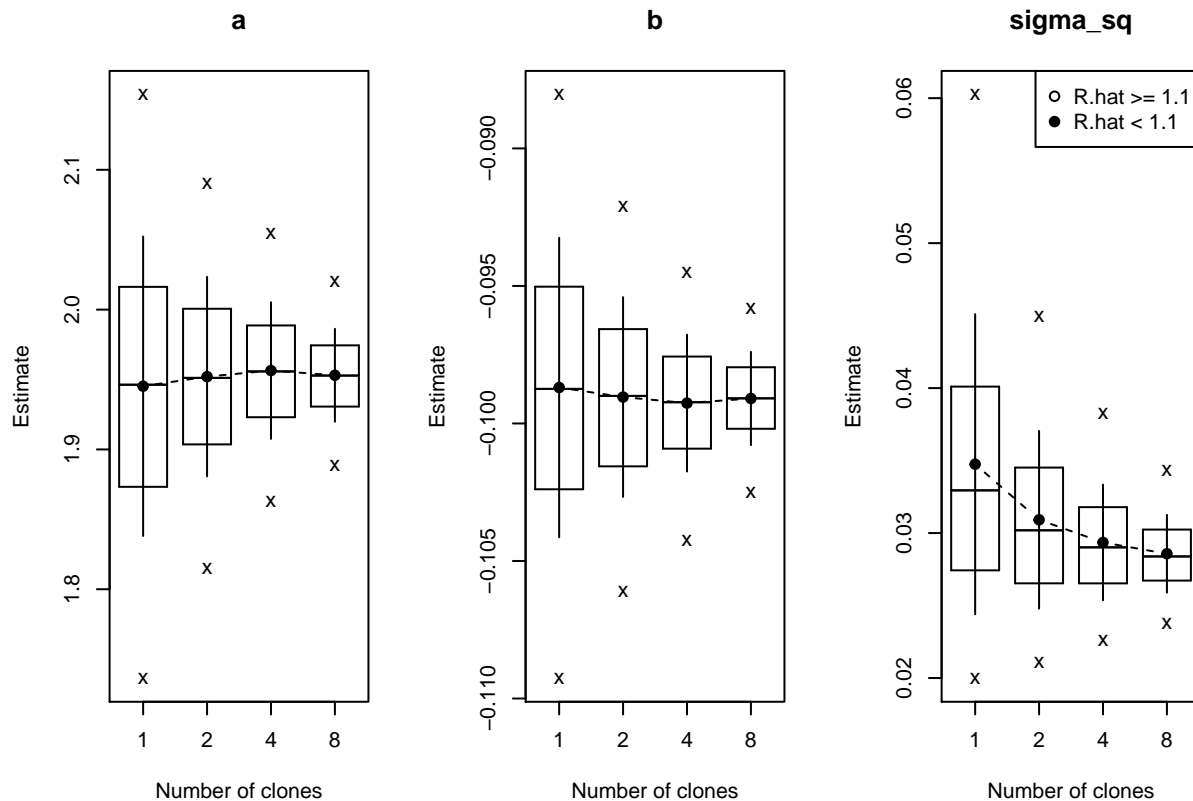 a
2.1
2.0
1.9
1.8
Estimate
1 2 4 8
Number of clones
b
−0.090
−0.095
−0.100
−0.105
−0.110
Estimate
1 2 4 8
Number of clones
sigma_sq
R.hat >= 1.1
R.hat < 1.1
0.06
0.05
0.04
0.03
0.02
Estimate
1 2 4 8
Number of clones